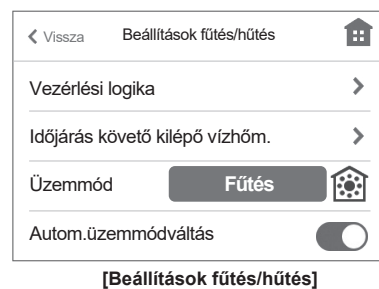 Vissza Beállítások fűtés/hűtés
Vezérlési logika
Időjárás követő kilépő vízhőm.
Üzemmód Fűtés
Autom.üzemmódváltás
[Beállítások fűtés/hűtés]